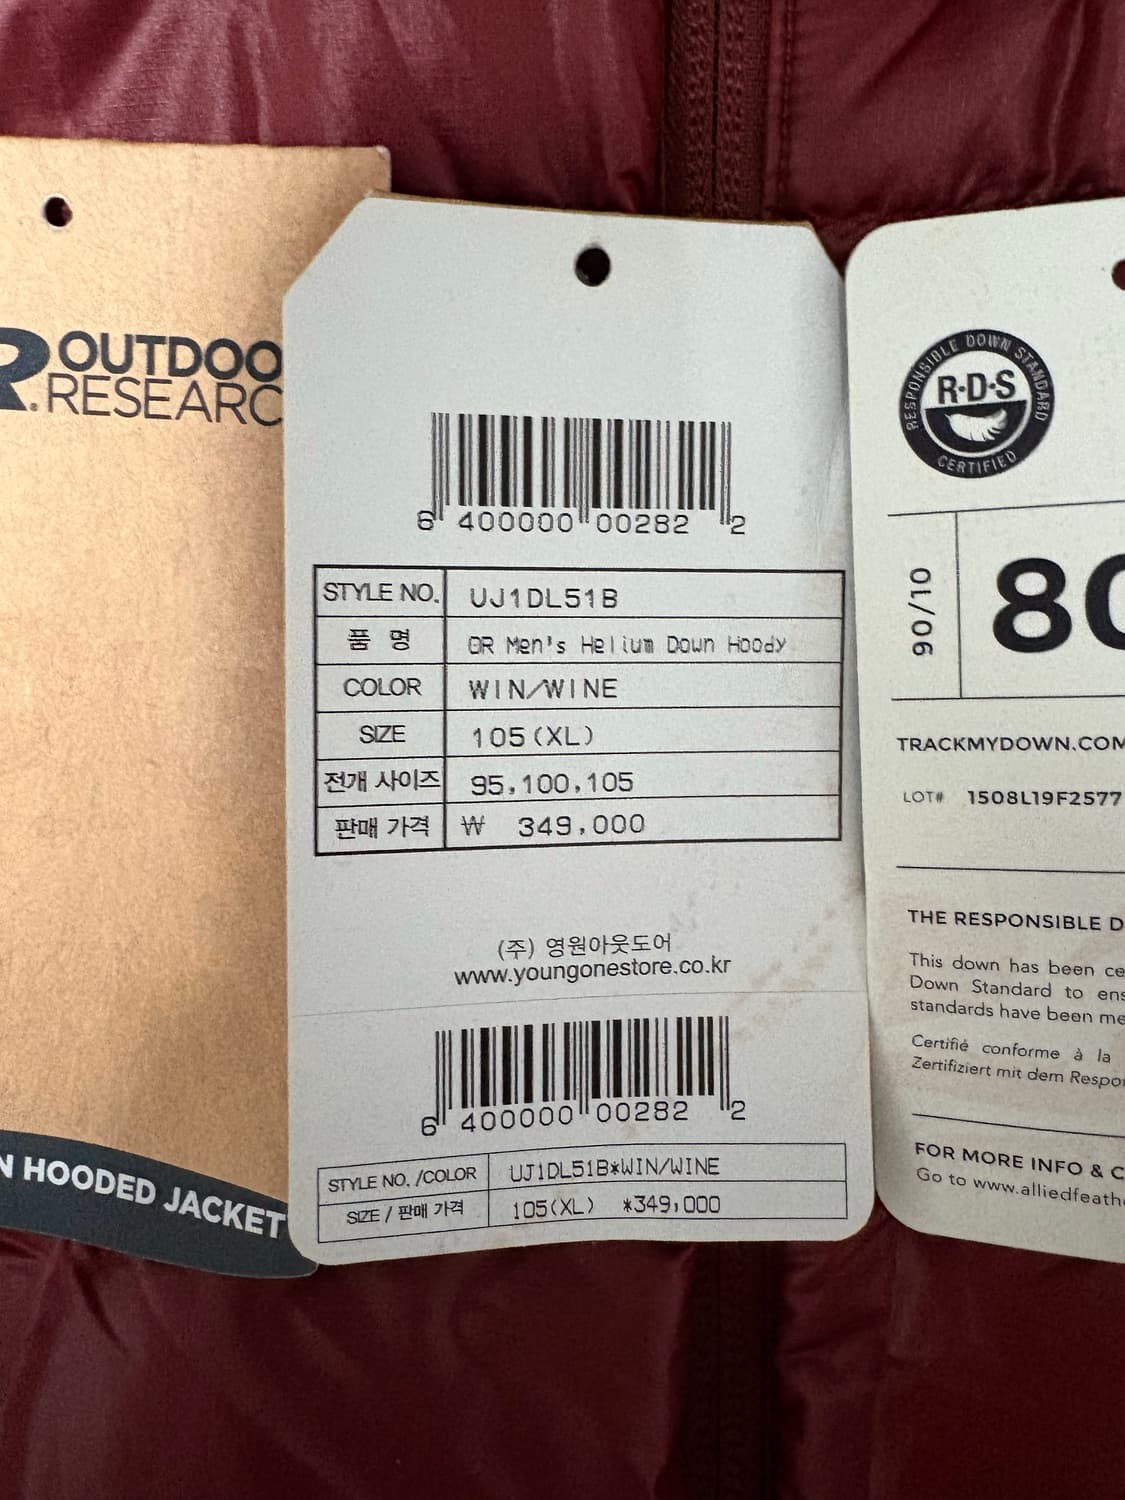 OUTDOO
RESEARC
N HOODED JACKET
6 400000 00282 2
STYLE NO. UJ1DL51B
품 명 OR Men's Helium Down Hoody
COLOR WIN/WINE
SIZE 105(XL)
전개 사이즈 95,100,105
판매 가격 ₩ 349,000
(주) 영원아웃도어
www.youngonestore.co.kr
6 400000 00282 2
STYLE NO. /COLOR UJ1DL51B*WIN/WINE
SIZE / 판매 가격 105(XL) *349,000
RESPONSIBLE DOWN STANDARD
R·D·S
CERTIFIED
90/10
80
TRACKMYDOWN.COM
LOT# 1508L19F2577
THE RESPONSIBLE D
This down has been ce
Down Standard to ens
standards have been me
Certifié conforme à la
Zertifiziert mit dem Respo
FOR MORE INFO & C
Go to www.alliedfeathe